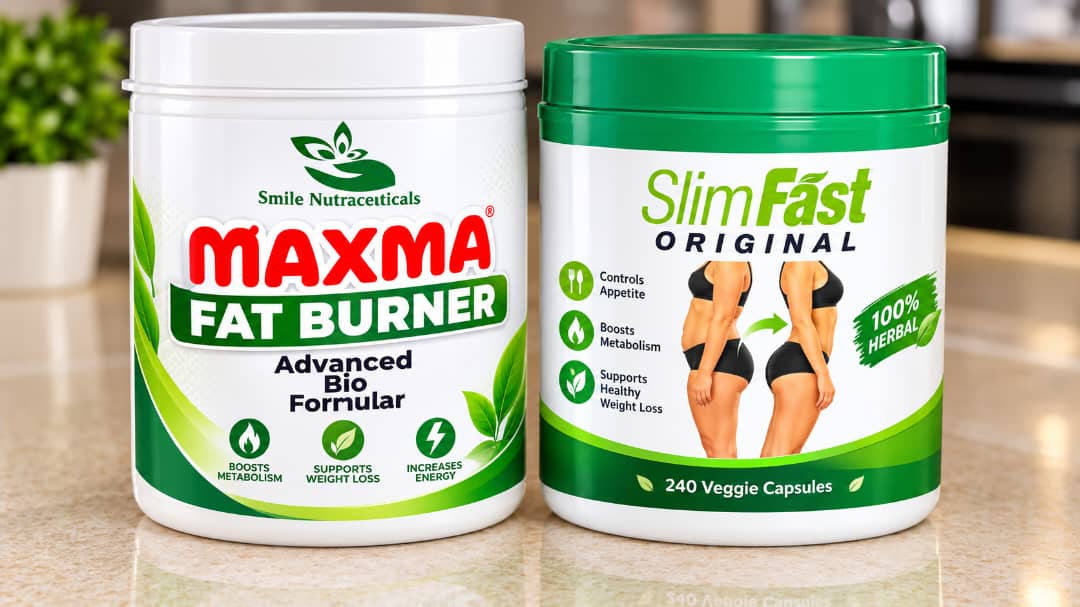 Smile Nutraceuticals
MAXMA®
FAT BURNER
Advanced
Bio
Formular
BOOSTS
METABOLISM
SUPPORTS
WEIGHT LOSS
INCREASES
ENERGY
SlimFast
ORIGINAL
Controls
Appetite
Boosts
Metabolism
Supports
Healthy
Weight Loss
100%
HERBAL
240 Veggie Capsules